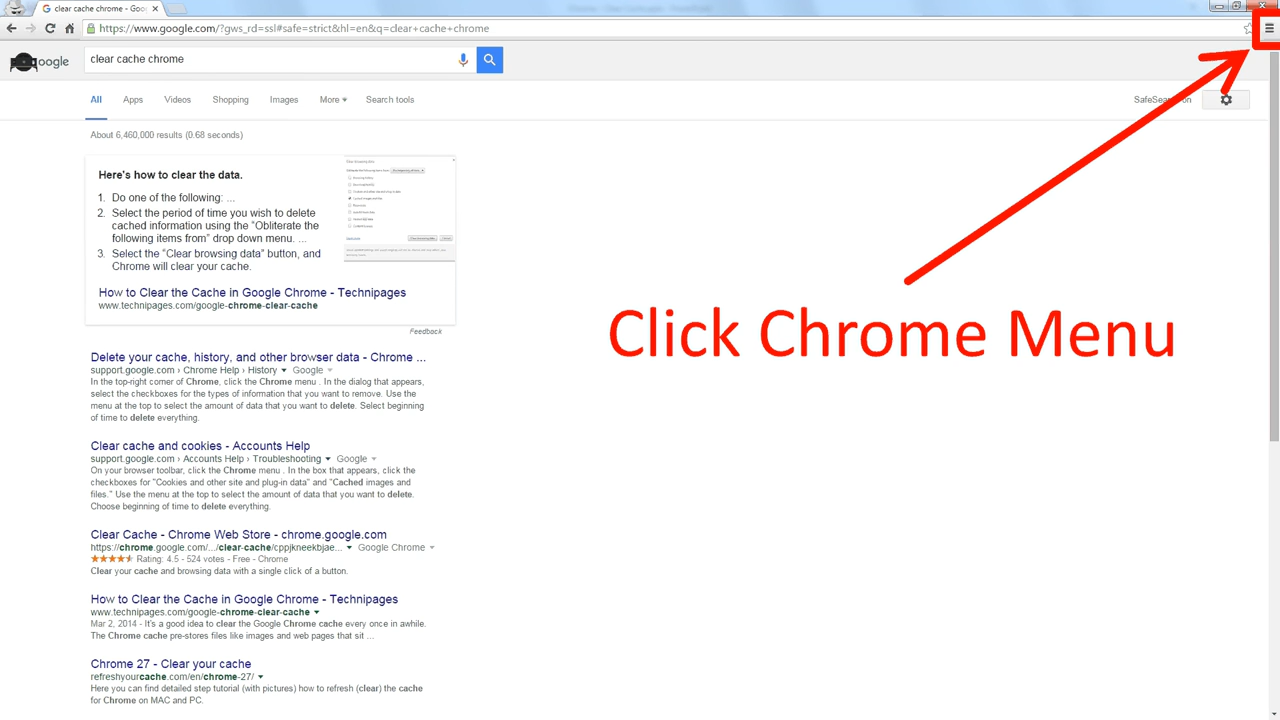 clear cache chrome - Goo
https://www.google.com/?gws_rd=ssl#safe=strict&hl=en&q=clear+cache+chrome
oogle
clear cache chrome
All Apps Videos Shopping Images More Search tools
SafeSearch on
About 6,460,000 results (0.68 seconds)
Here's how to clear the data.
1. Do one of the following: ...
2. Select the period of time you wish to delete
cached information using the "Obliterate the
following items from" drop down menu. ...
3. Select the "Clear browsing data" button, and
Chrome will clear your cache.
How to Clear the Cache in Google Chrome - Technipages
www.technipages.com/google-chrome-clear-cache
Feedback
Click Chrome Menu
Delete your cache, history, and other browser data - Chrome ...
support.google.com › Chrome Help › History Google
In the top-right corner of Chrome, click the Chrome menu . In the dialog that appears,
select the checkboxes for the types of information that you want to remove. Use the
menu at the top to select the amount of data that you want to delete. Select beginning
of time to delete everything.
Clear cache and cookies - Accounts Help
support.google.com › Accounts Help › Troubleshooting Google
On your browser toolbar, click the Chrome menu . In the box that appears, click the
checkboxes for "Cookies and other site and plug-in data" and "Cached images and
files." Use the menu at the top to select the amount of data that you want to delete.
Choose beginning of time to delete everything.
Clear Cache - Chrome Web Store - chrome.google.com
https://chrome.google.com/.../clear-cache/cppjkneekbjae... Google Chrome
Rating: 4.5 - 524 votes - Free - Chrome
Clear your cache and browsing data with a single click of a button.
How to Clear the Cache in Google Chrome - Technipages
www.technipages.com/google-chrome-clear-cache
Mar 2, 2014 - It's a good idea to clear the Google Chrome cache every once in awhile.
The Chrome cache pre-stores files like images and web pages that sit ...
Chrome 27 - Clear your cache
refreshyourcache.com/en/chrome-27/
Here you can find detailed step tutorial (with pictures) how to refresh (clear) the cache
for Chrome on MAC and PC.